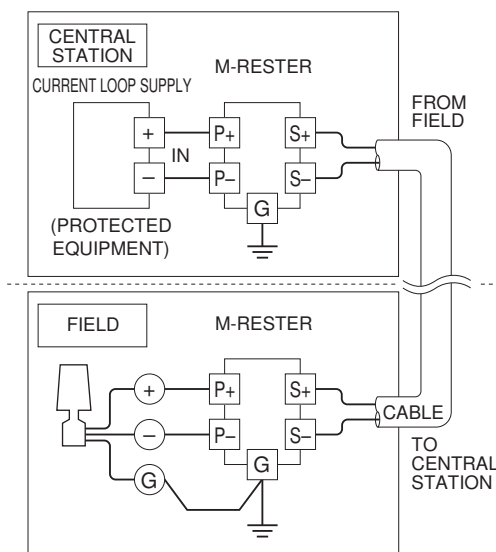 CENTRAL
STATION
CURRENT LOOP SUPPLY
M-RESTER
FROM
FIELD
+
P+
S+
IN
−
P–
S–
G
(PROTECTED
EQUIPMENT)
FIELD
M-RESTER
+
P+
S+
CABLE
−
P–
S–
G
G
TO
CENTRAL
STATION